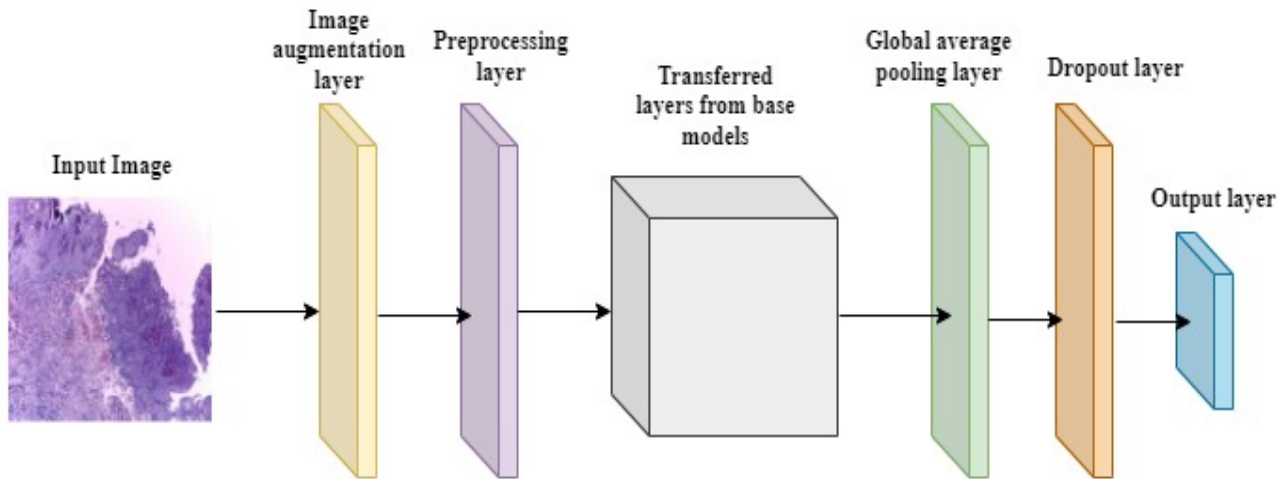 Input Image
Image
augmentation
layer
Preprocessing
layer
Transferred
layers from base
models
Global average
pooling layer
Dropout layer
Output layer